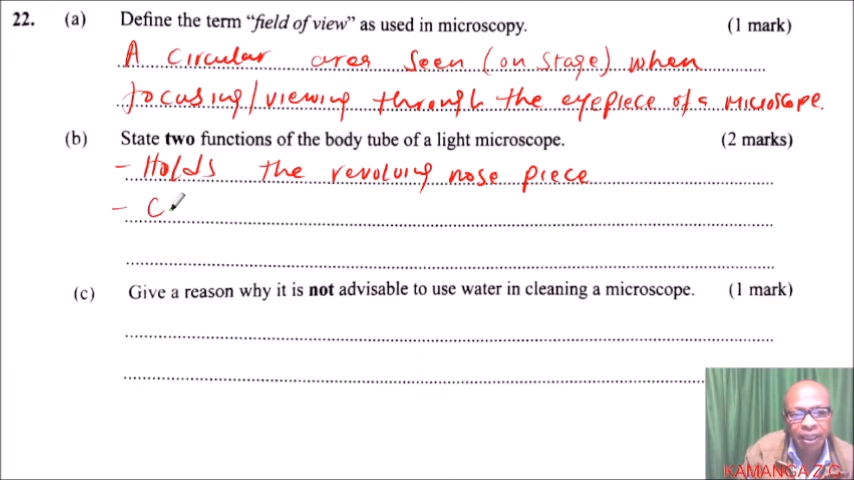 22. (a) Define the term "field of view" as used in microscopy. (1 mark)
A circular area seen (on stage) when
focusing/viewing through the eyepiece of a microscope.
(b) State two functions of the body tube of a light microscope. (2 marks)
- Holds the revolving nose piece
- C
(c) Give a reason why it is not advisable to use water in cleaning a microscope. (1 mark)
KAMANGA Z.C